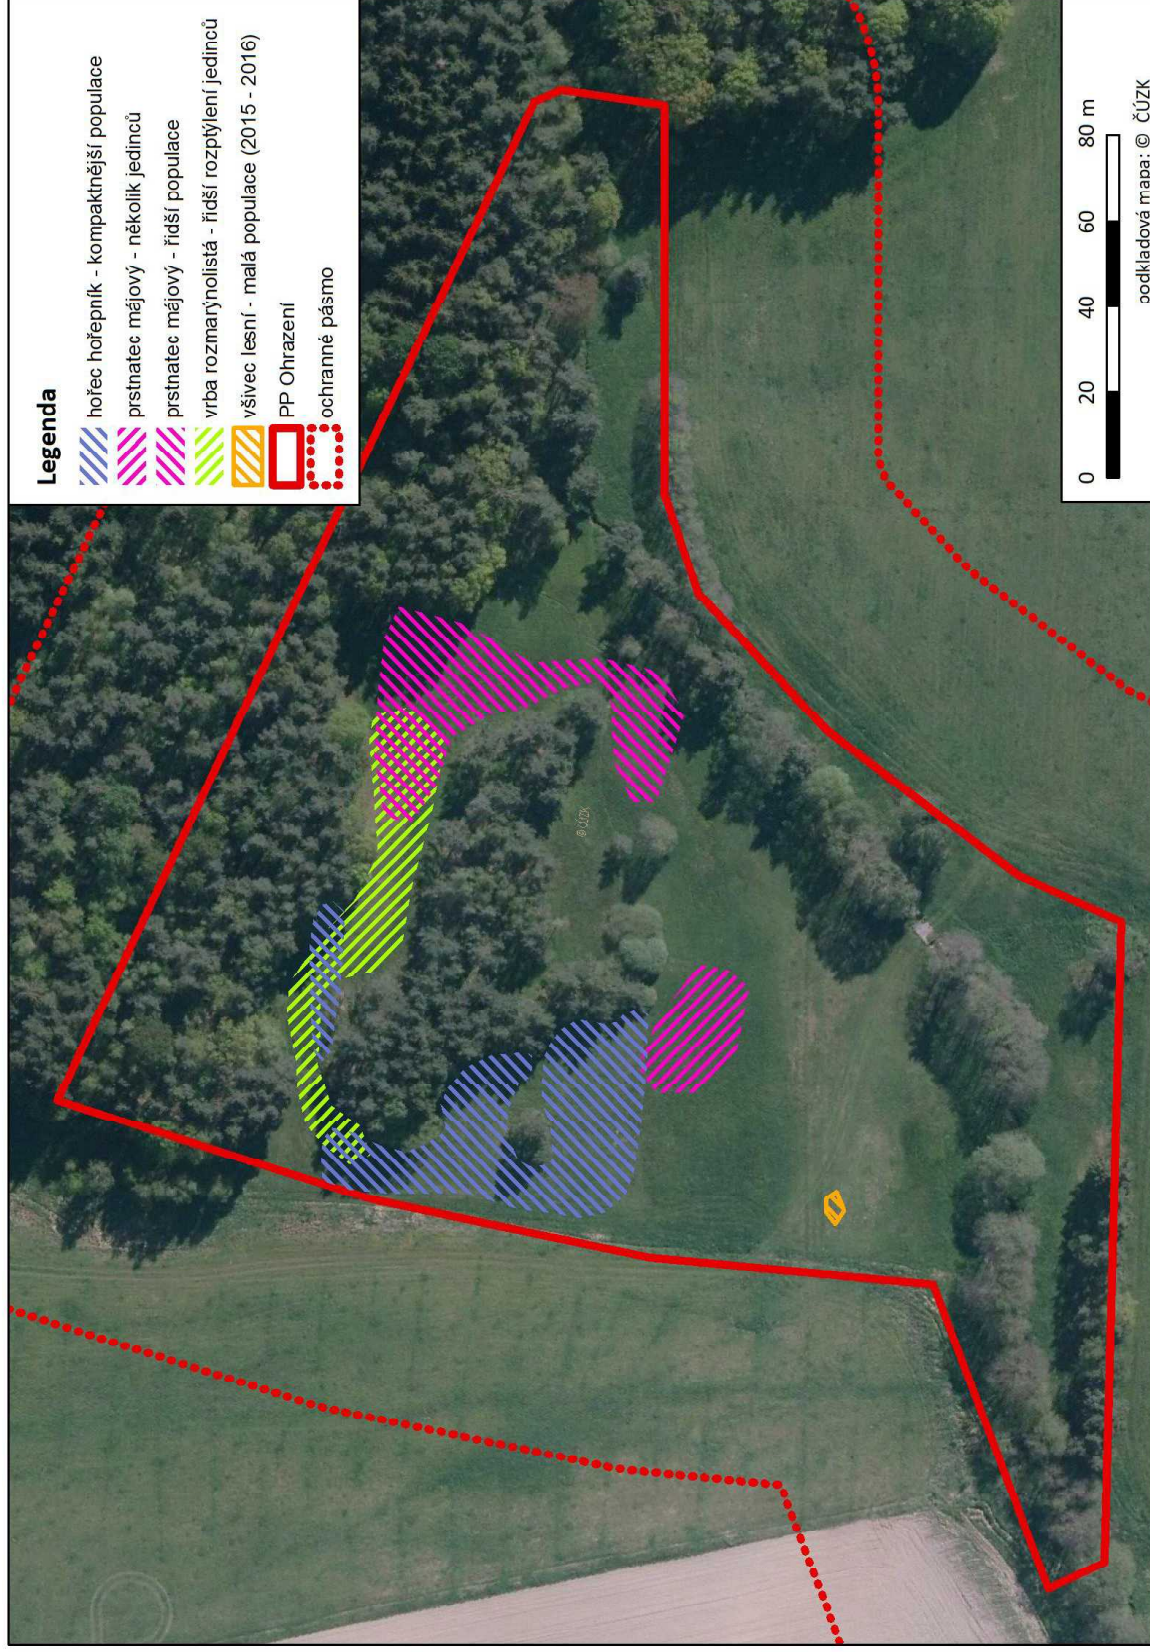 Legenda
hořec hořepník - kompaktnější populace
prstnatec májový - několik jedinců
prstnatec májový - řidší populace
vrba rozmarýnolistá - řidší rozptýlení jedinců
všivec lesní - malá populace (2015 - 2016)
PP Ohrazení
ochranné pásmo
© ČÚZK
0 20 40 60 80 m
podkladová mapa: © ČÚZK